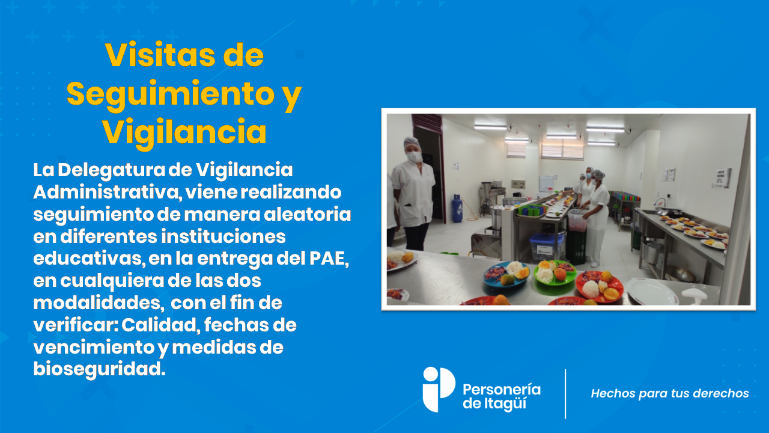 Visitas de
Seguimiento y
Vigilancia
La Delegatura de Vigilancia
Administrativa, viene realizando
seguimiento de manera aleatoria
en diferentes instituciones
educativas, en la entrega del PAE,
en cualquiera de las dos
modalidades, con el fin de
verificar: Calidad, fechas de
vencimiento y medidas de
bioseguridad.
Personería
de Itagüí
Hechos para tus derechos